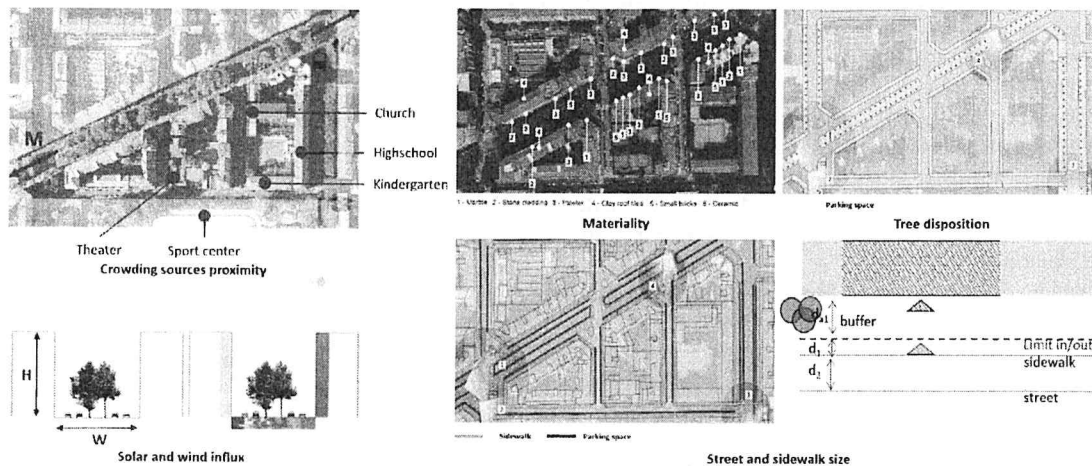 M
Church
Highschool
Kindergarten
Theater
Sport center
Crowding sources proximity
1 - Marble 2 - Stone cladding 3 - Plaster 4 - Clay roof tiles 5 - Small bricks 6 - Ceramic
Materiality
Parking space
Tree disposition
H
W
Solar and wind influx
Sidewalk
Parking space
Street and sidewalk size
buffer
d1
Limit in/out
sidewalk
d2
street